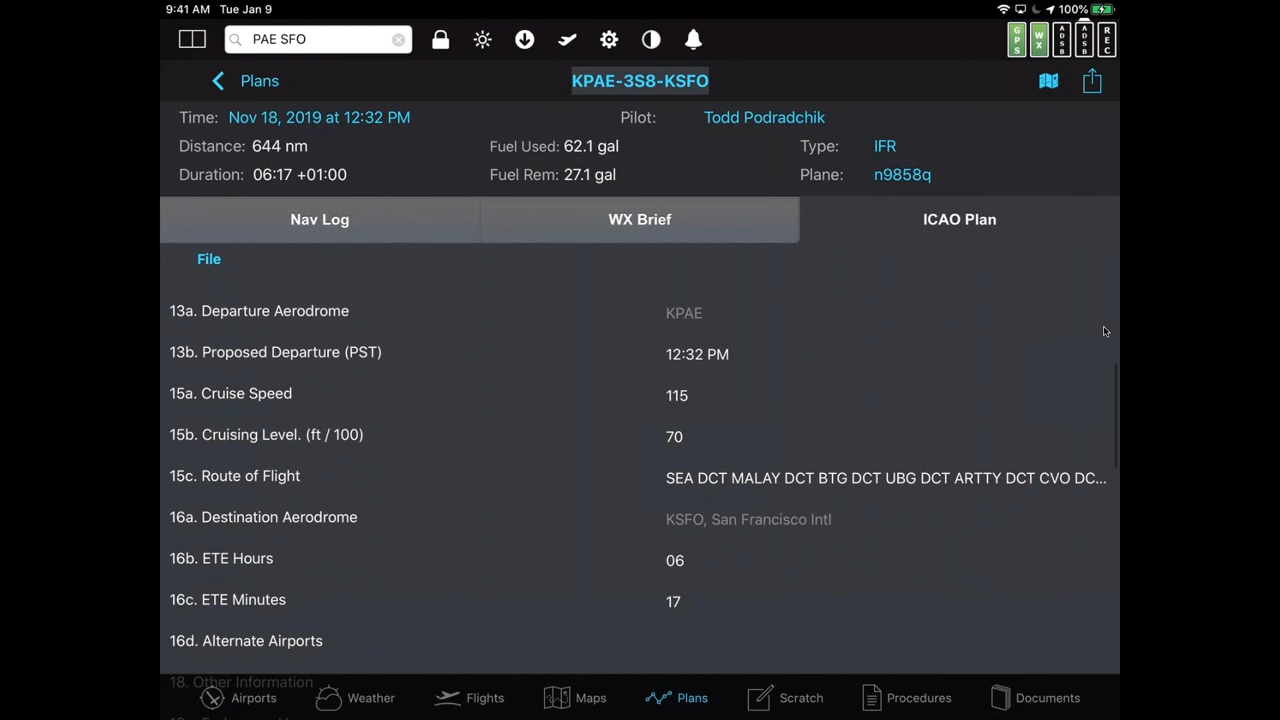 9:41 AM Tue Jan 9 100%
PAE SFO GPS WX ADSB ADSB REC
Plans KPAE-3S8-KSFO
Time: Nov 18, 2019 at 12:32 PM Pilot: Todd Podradchik
Distance: 644 nm Fuel Used: 62.1 gal Type: IFR
Duration: 06:17 +01:00 Fuel Rem: 27.1 gal Plane: n9858q
Nav Log WX Brief ICAO Plan
File
13a. Departure Aerodrome KPAE
13b. Proposed Departure (PST) 12:32 PM
15a. Cruise Speed 115
15b. Cruising Level. (ft / 100) 70
15c. Route of Flight SEA DCT MALAY DCT BTG DCT UBG DCT ARTTY DCT CVO DC...
16a. Destination Aerodrome KSFO, San Francisco Intl
16b. ETE Hours 06
16c. ETE Minutes 17
16d. Alternate Airports
18. Other Information
Airports Weather Flights Maps Plans Scratch Procedures Documents